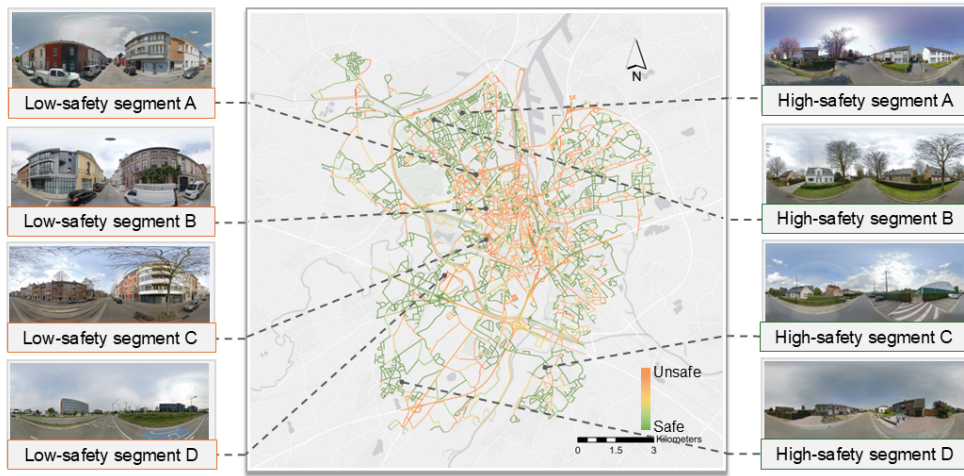 Low-safety segment A
Low-safety segment B
Low-safety segment C
Low-safety segment D
N
Unsafe
Safe
Kilometers
0 1.5 3
High-safety segment A
High-safety segment B
High-safety segment C
High-safety segment D